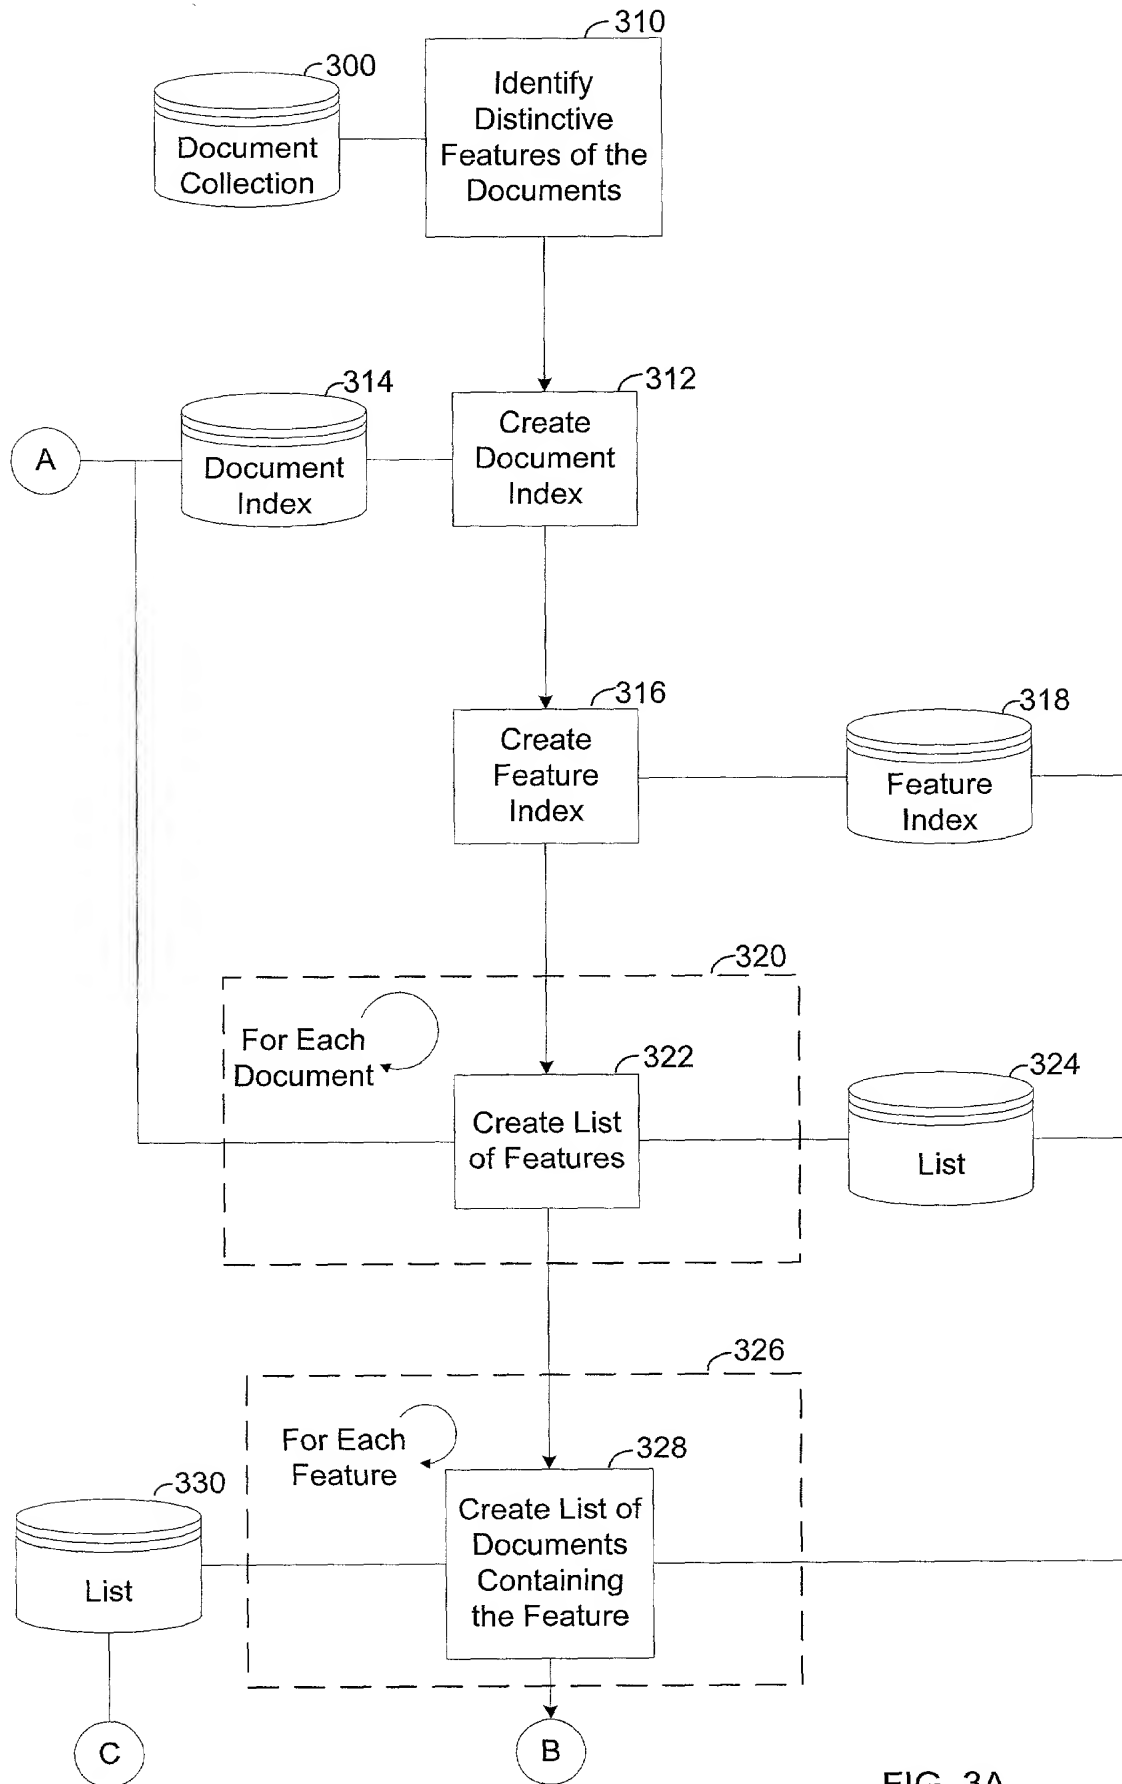 310
300
Identify
Distinctive
Features of the
Documents
Document
Collection
314
312
Create
Document
Index
A
Document
Index
316
318
Create
Feature
Index
Feature
Index
320
For Each
Document
322
324
Create List
of Features
List
326
For Each
Feature
328
330
Create List of
Documents
Containing
the Feature
List
C
B
FIG. 3A